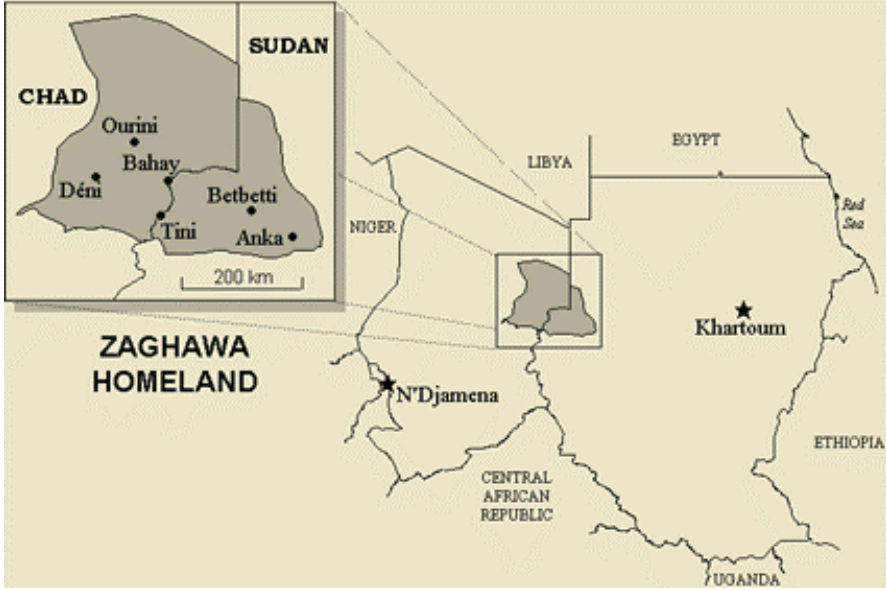 SUDAN
CHAD
Ourini
Bahay
Déni
Betbetti
Tini
Anka
200 km
ZAGHAWA
HOMELAND
EGYPT
LIBYA
Red
Sea
NIGER
Khartoum
N'Djamena
ETHIOPIA
CENTRAL
AFRICAN
REPUBLIC
UGANDA